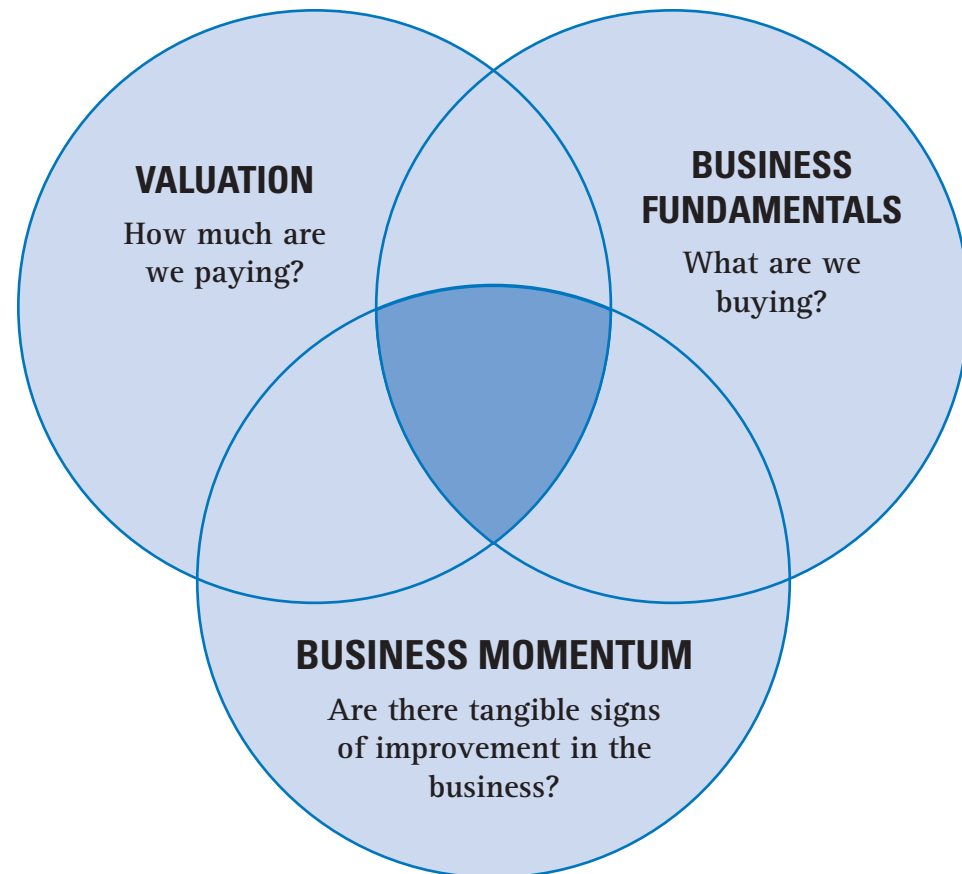 VALUATION
How much are
we paying?
BUSINESS
FUNDAMENTALS
What are we
buying?
BUSINESS MOMENTUM
Are there tangible signs
of improvement in the
business?